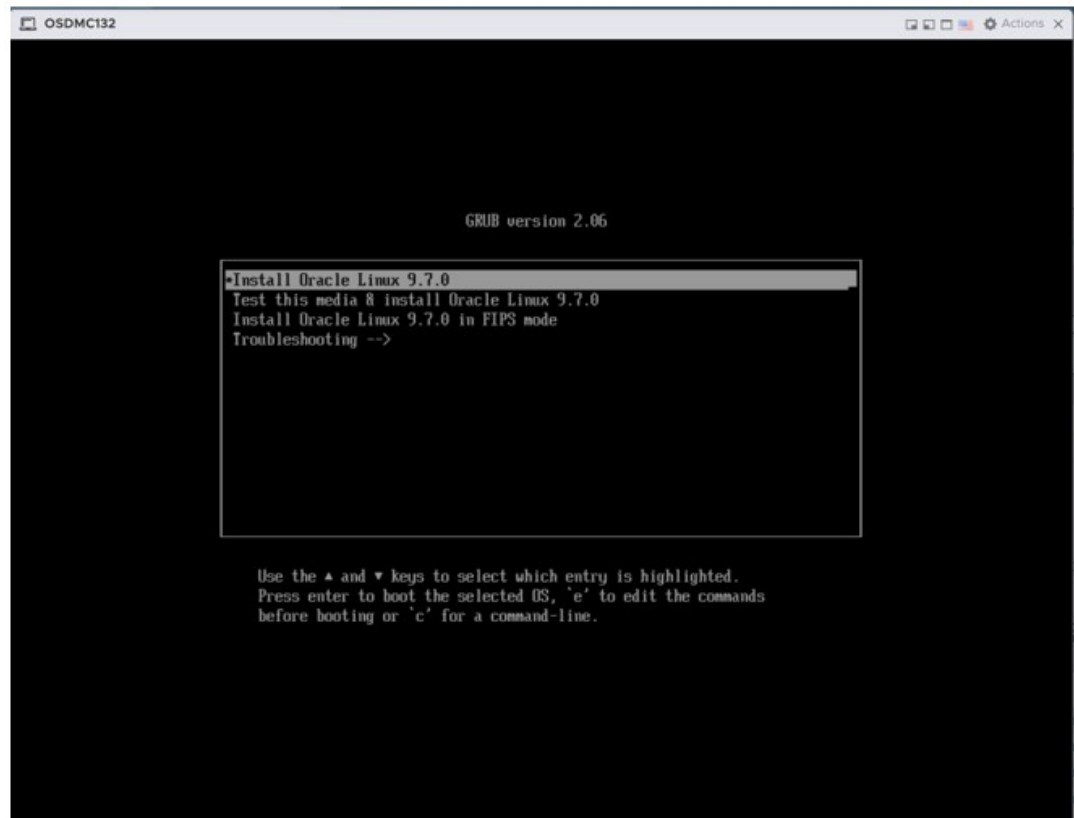 OSDMC132 Actions
GRUB version 2.06
*Install Oracle Linux 9.7.0
Test this media & install Oracle Linux 9.7.0
Install Oracle Linux 9.7.0 in FIPS mode
Troubleshooting -->
Use the ▲ and ▼ keys to select which entry is highlighted.
Press enter to boot the selected OS, `e' to edit the commands
before booting or `c' for a command-line.